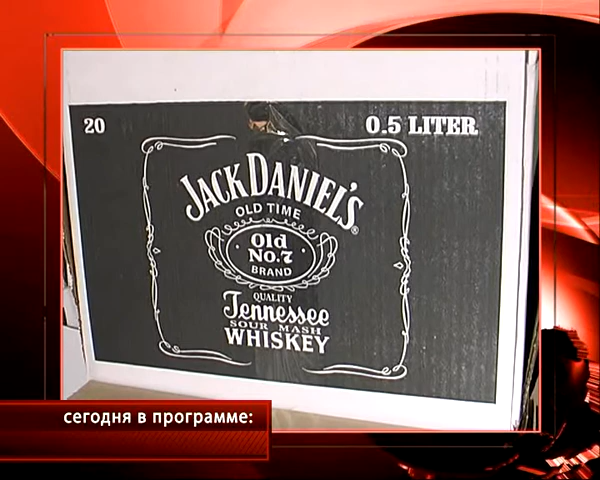 20
0.5 LITER
JACK DANIEL'S®
OLD TIME
Old
No.7
BRAND
QUALITY
Tennessee
SOUR MASH
WHISKEY
сегодня в программе: